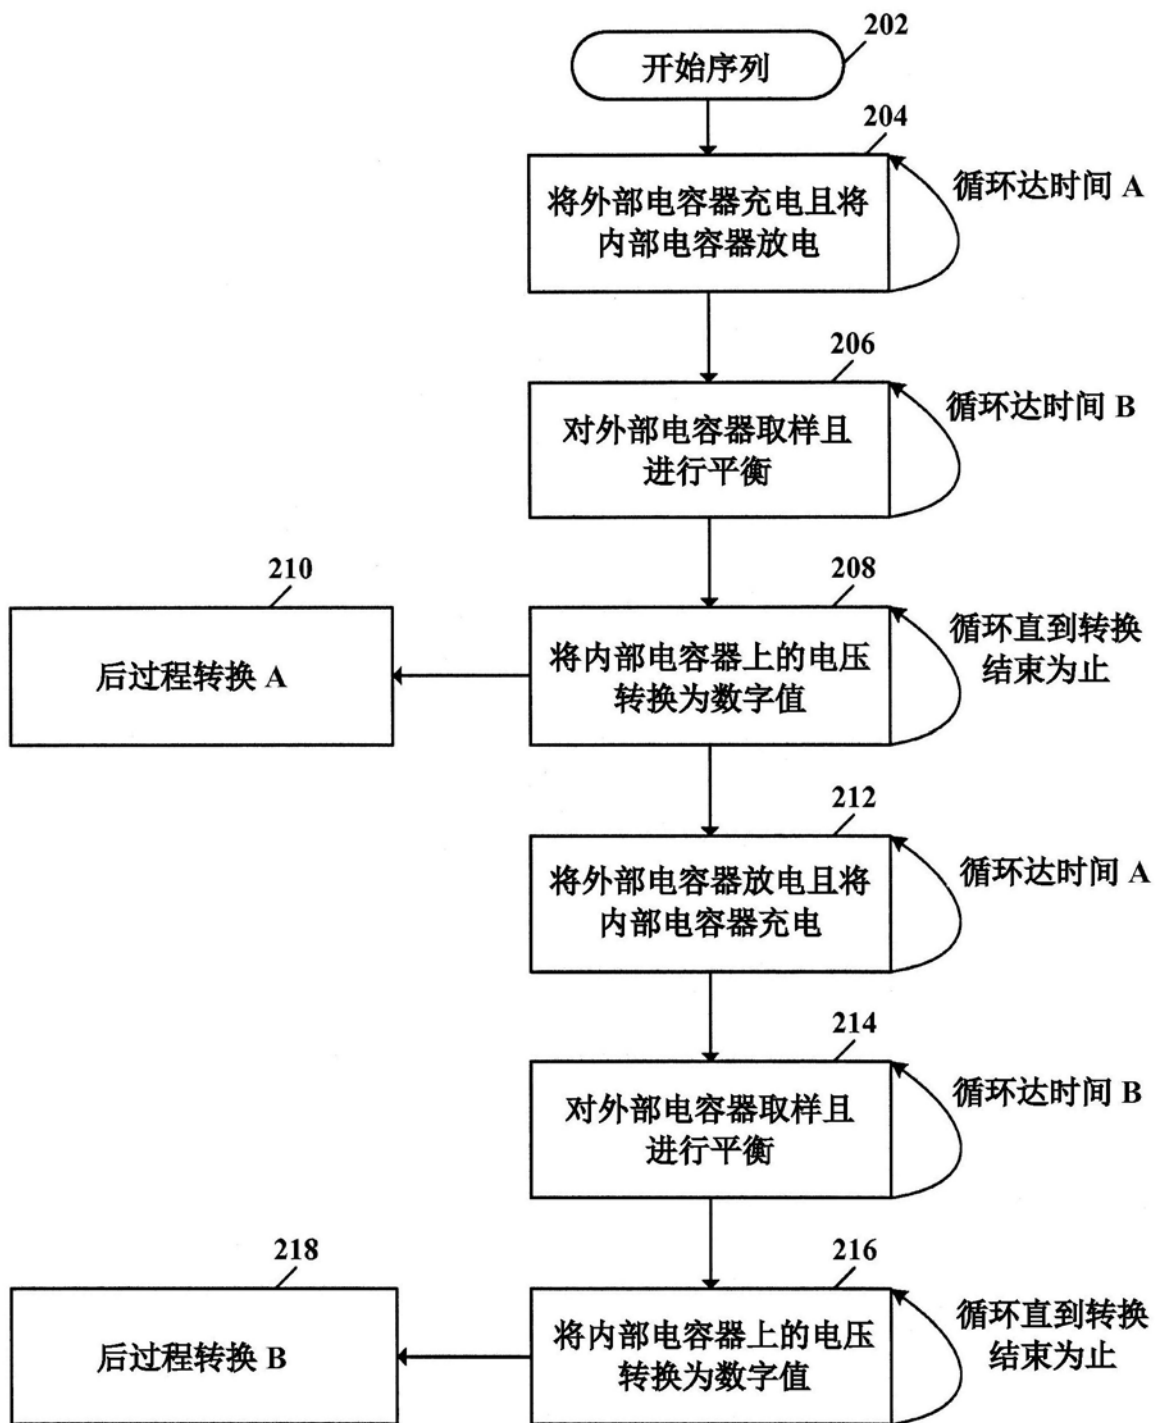 202
开始序列
204
将外部电容器充电且将
内部电容器放电
循环达时间 A
206
对外部电容器取样且
进行平衡
循环达时间 B
210
后过程转换 A
208
将内部电容器上的电压
转换为数字值
循环直到转换
结束为止
212
将外部电容器放电且将
内部电容器充电
循环达时间 A
214
对外部电容器取样且
进行平衡
循环达时间 B
218
后过程转换 B
216
将内部电容器上的电压
转换为数字值
循环直到转换
结束为止